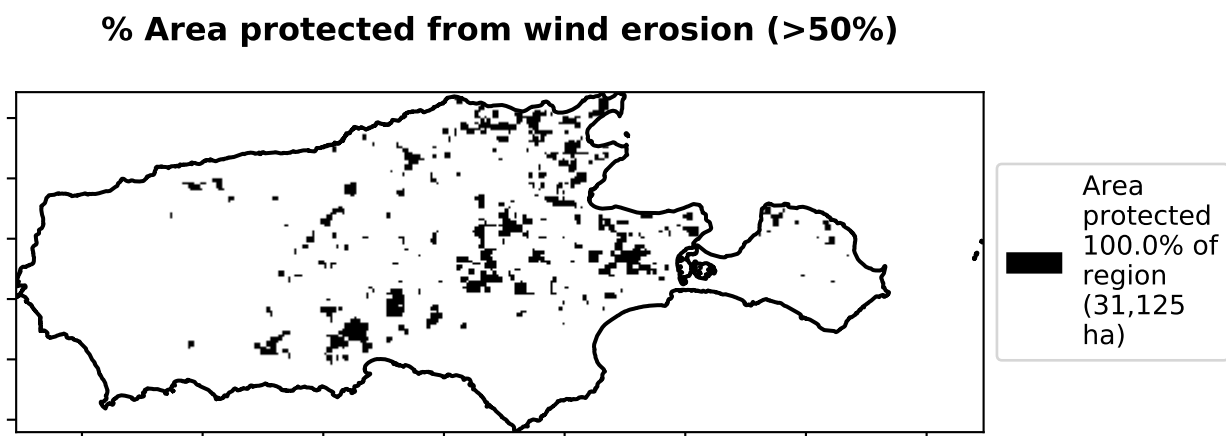 % Area protected from wind erosion (>50%)
Area
protected
100.0% of
region
(31,125
ha)